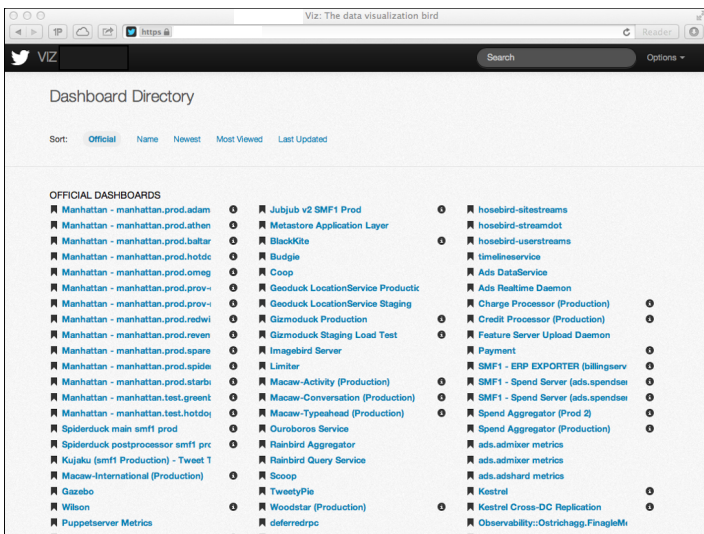 Viz: The data visualization bird
1P https Reader
VIZ Search Options
Dashboard Directory
Sort: Official Name Newest Most Viewed Last Updated
OFFICIAL DASHBOARDS
Manhattan - manhattan.prod.adam
Manhattan - manhattan.prod.athen
Manhattan - manhattan.prod.baltar
Manhattan - manhattan.prod.hotdo
Manhattan - manhattan.prod.omeg
Manhattan - manhattan.prod.prov-
Manhattan - manhattan.prod.prov-
Manhattan - manhattan.prod.redwi
Manhattan - manhattan.prod.reven
Manhattan - manhattan.prod.spare
Manhattan - manhattan.prod.spider
Manhattan - manhattan.prod.starbu
Manhattan - manhattan.test.greenb
Manhattan - manhattan.test.hotdog
Spiderduck main smf1 prod
Spiderduck postprocessor smf1 pro
Kujaku (smf1 Production) - Tweet T
Macaw-International (Production)
Gazebo
Wilson
Puppetserver Metrics
Jubjub v2 SMF1 Prod
Metastore Application Layer
BlackKite
Budgie
Coop
Geoduck LocationService Productic
Geoduck LocationService Staging
Gizmoduck Production
Gizmoduck Staging Load Test
Imagebird Server
Limiter
Macaw-Activity (Production)
Macaw-Conversation (Production)
Macaw-Typeahead (Production)
Ouroboros Service
Rainbird Aggregator
Rainbird Query Service
Scoop
TweetyPie
Woodstar (Production)
deferredrpc
hosebird-sitestreams
hosebird-streamdot
hosebird-userstreams
timelineservice
Ads DataService
Ads Realtime Daemon
Charge Processor (Production)
Credit Processor (Production)
Feature Server Upload Daemon
Payment
SMF1 - ERP EXPORTER (billingserv
SMF1 - Spend Server (ads.spendser
SMF1 - Spend Server (ads.spendser
Spend Aggregator (Prod 2)
Spend Aggregator (Production)
ads.admixer metrics
ads.admixer metrics
ads.adshard metrics
Kestrel
Kestrel Cross-DC Replication
Observability::Ostrichagg.FinagleMe